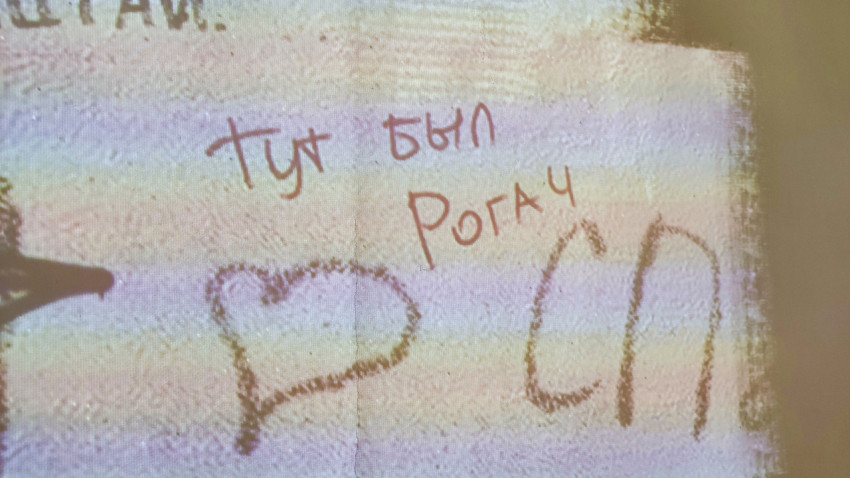 Тут был
Рогач
СП